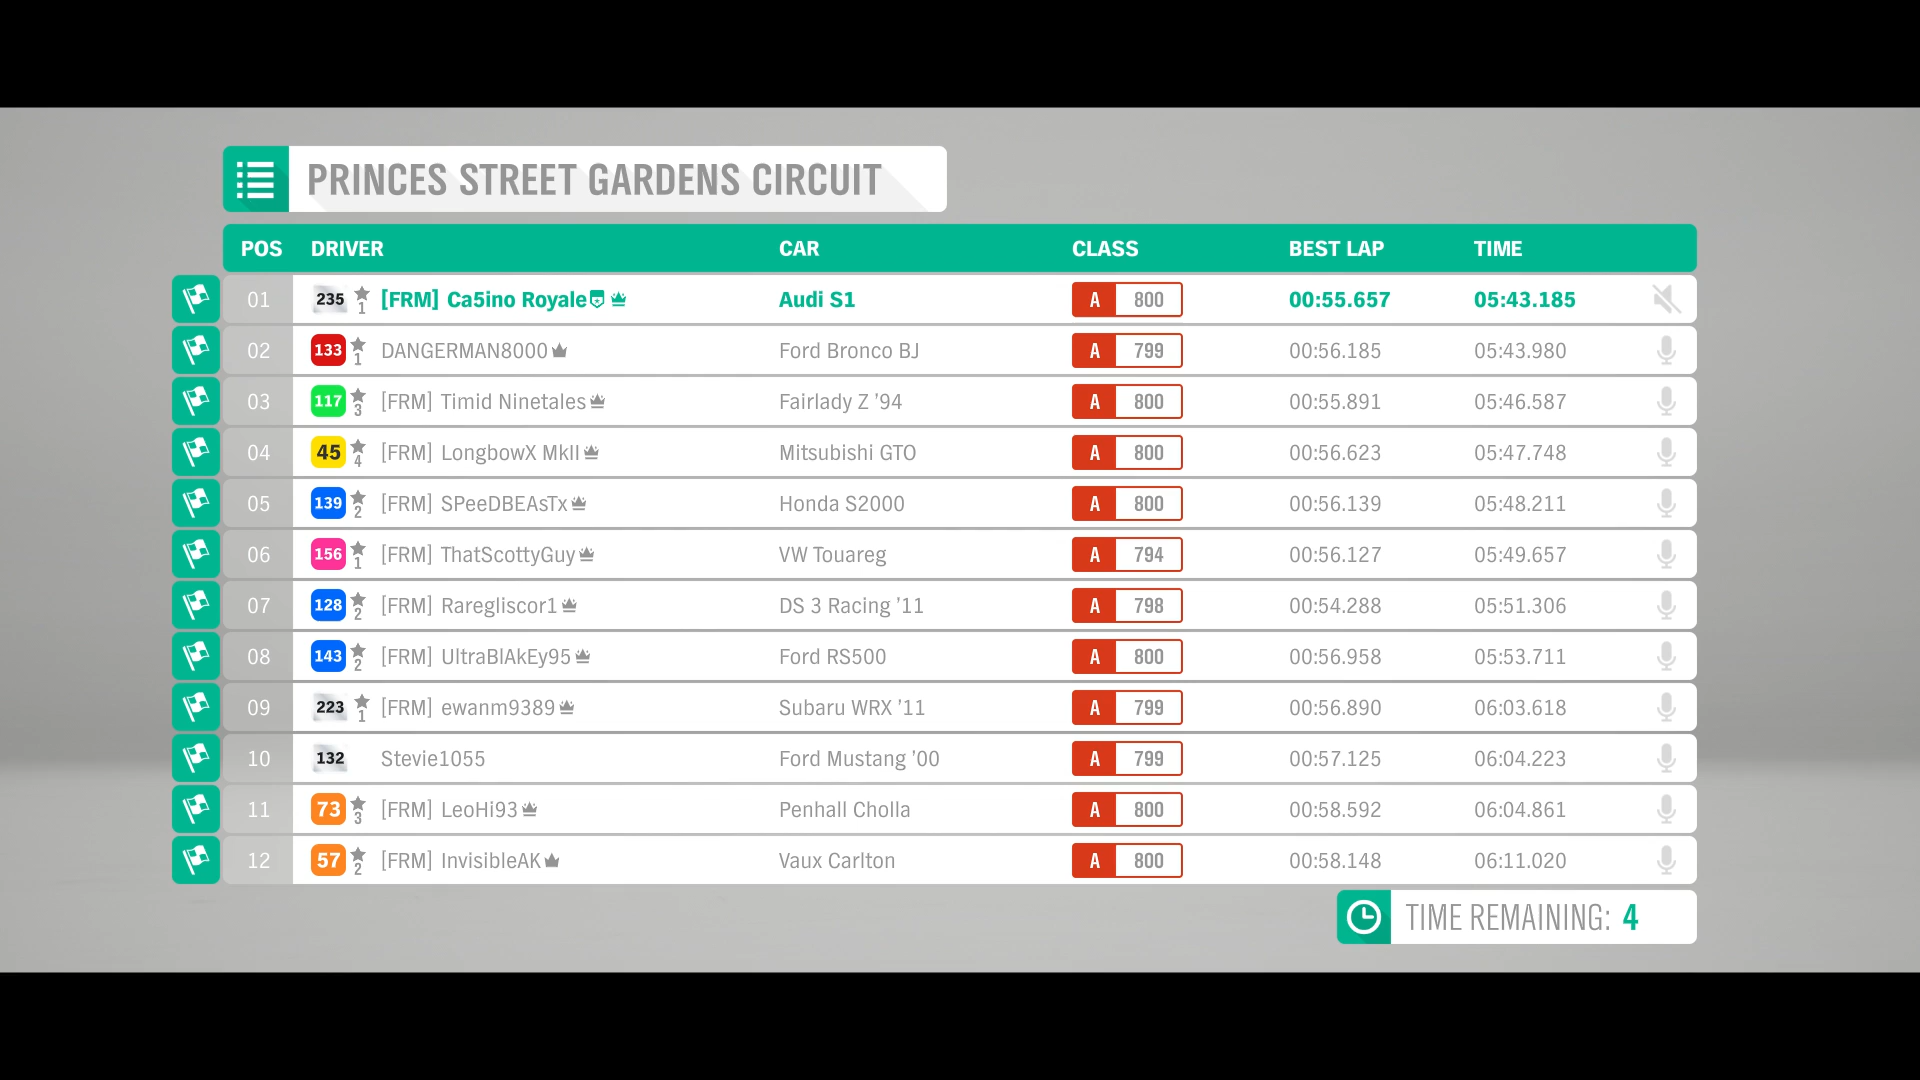 PRINCES STREET GARDENS CIRCUIT
POS DRIVER CAR CLASS BEST LAP TIME
01 235 1 [FRM] Ca5ino Royale Audi S1 A 800 00:55.657 05:43.185
02 133 1 DANGERMAN8000 Ford Bronco BJ A 799 00:56.185 05:43.980
03 117 3 [FRM] Timid Ninetales Fairlady Z '94 A 800 00:55.891 05:46.587
04 45 4 [FRM] LongbowX MkII Mitsubishi GTO A 800 00:56.623 05:47.748
05 139 2 [FRM] SPeeDBEAsTx Honda S2000 A 800 00:56.139 05:48.211
06 156 1 [FRM] ThatScottyGuy VW Touareg A 794 00:56.127 05:49.657
07 128 2 [FRM] Raregliscor1 DS 3 Racing '11 A 798 00:54.288 05:51.306
08 143 2 [FRM] UltraBlAkEy95 Ford RS500 A 800 00:56.958 05:53.711
09 223 1 [FRM] ewanm9389 Subaru WRX '11 A 799 00:56.890 06:03.618
10 132 Stevie1055 Ford Mustang '00 A 799 00:57.125 06:04.223
11 73 3 [FRM] LeoHi93 Penhall Cholla A 800 00:58.592 06:04.861
12 57 2 [FRM] InvisibleAK Vaux Carlton A 800 00:58.148 06:11.020
TIME REMAINING: 4